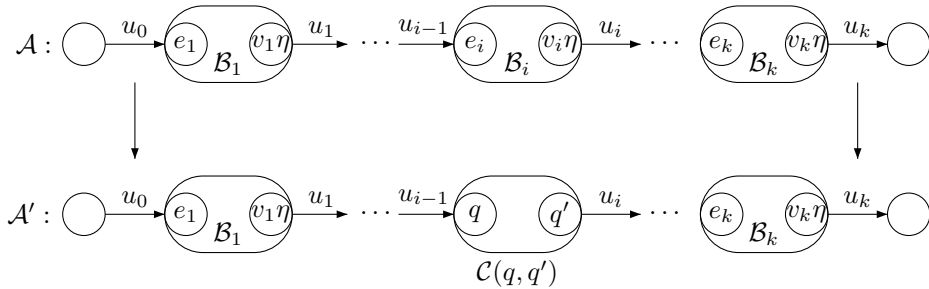 u₀ u₁ uᵢ₋₁ uᵢ uₖ
𝒜 : e₁ v₁η ⋯ eᵢ vᵢη ⋯ eₖ vₖη
ℬ₁ ℬᵢ ℬₖ
u₀ u₁ uᵢ₋₁ uᵢ uₖ
𝒜′ : e₁ v₁η ⋯ q q′ ⋯ eₖ vₖη
ℬ₁ ℬₖ
𝒞(q, q′)